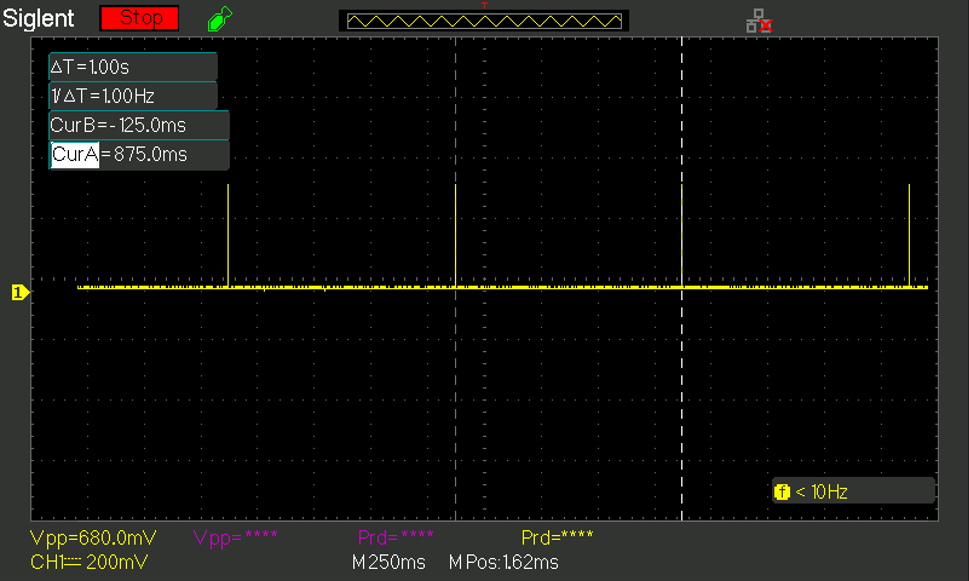 Siglent Stop T
ΔT=1.00s
1/ΔT=1.00Hz
CurB=-125.0ms
CurA=875.0ms
1
f < 10Hz
Vpp=680.0mV Vpp=**** Prd=**** Prd=****
CH1 200mV M 250ms M Pos:1.62ms